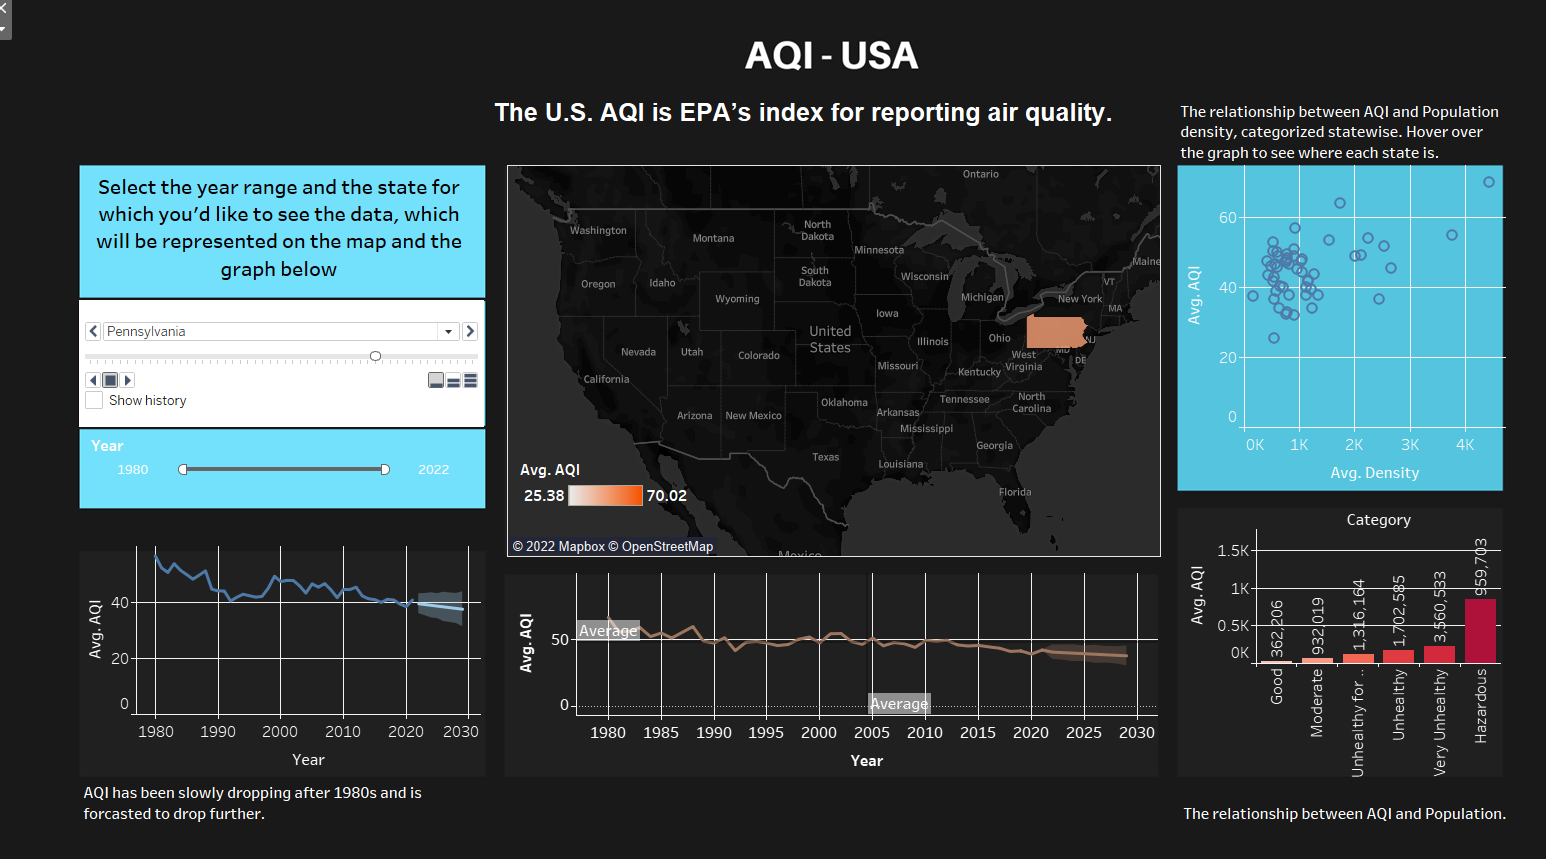 AQI - USA
The U.S. AQI is EPA's index for reporting air quality.
The relationship between AQI and Population
density, categorized statewise. Hover over
the graph to see where each state is.
Select the year range and the state for
which you'd like to see the data, which
will be represented on the map and the
graph below
Pennsylvania
Show history
Year
1980
2022
Ontario
Washington
Montana
North
Dakota
Minnesota
Maine
Oregon
Idaho
South
Dakota
Wisconsin
VT
Wyoming
Michigan
New York
MA
Iowa
United
States
Nevada
Utah
Colorado
Illinois
Ohio
NJ
MD
DE
West
Virginia
Missouri
Kentucky
California
Oklahoma
Tennessee
North
Carolina
Arizona
New Mexico
Arkansas
Mississippi
Georgia
Texas
Louisiana
Florida
Mexico
Avg. AQI
25.38
70.02
© 2022 Mapbox © OpenStreetMap
Avg. AQI
60
40
20
0
0K
1K
2K
3K
4K
Avg. Density
Avg. AQI
40
20
0
1980
1990
2000
2010
2020
2030
Year
AQI has been slowly dropping after 1980s and is
forcasted to drop further.
Avg. AQI
50
0
Average
Average
1980
1985
1990
1995
2000
2005
2010
2015
2020
2025
2030
Year
Category
Avg. AQI
1.5K
1K
0.5K
0K
362,206
932,019
1,316,164
1,702,585
3,560,533
959,703
Good
Moderate
Unhealthy for ..
Unhealthy
Very Unhealthy
Hazardous
The relationship between AQI and Population.